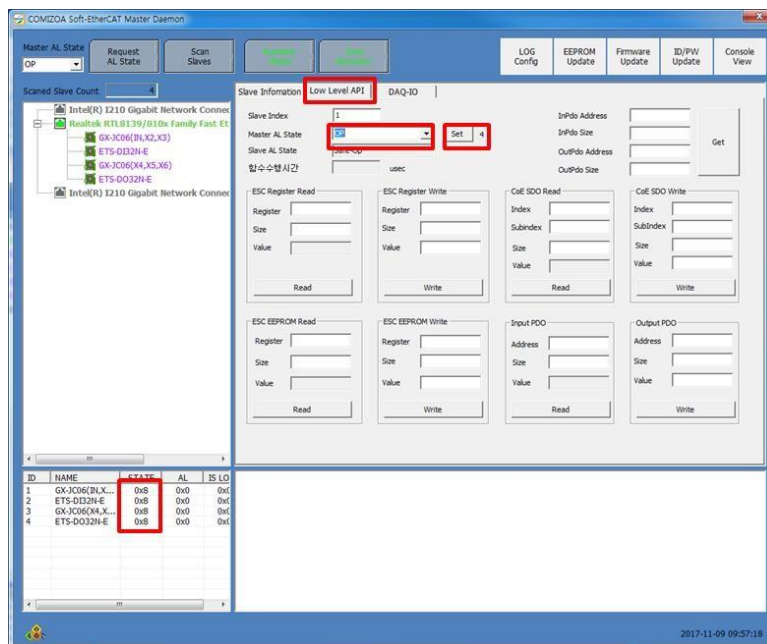 COMIZOA Soft-EtherCAT Master Daemon
Master AL State
OP
Request AL State
Scan Slaves
LOG Config
EEPROM Update
Firmware Update
ID/PW Update
Console View
Scaned Slave Count 4
Intel(R) I210 Gigabit Network Connec
Realtek RTL8139/810x Family Fast Et
GX-JC06(IN,X2,X3)
ETS-DI32N-E
GX-JC06(X4,X5,X6)
ETS-DO32N-E
Intel(R) I210 Gigabit Network Connec
Slave Infomation
Low Level API
DAQ-IO
Slave Index 1
Master AL State OP Set 4
Slave AL State Safe-Op
함수수행시간 usec
InPdo Address
InPdo Size
OutPdo Address
OutPdo Size
Get
ESC Register Read
Register
Size
Value
Read
ESC Register Write
Register
Size
Value
Write
CoE SDO Read
Index
Subindex
Size
Value
Read
CoE SDO Write
Index
SubIndex
Size
Value
Write
ESC EEPROM Read
Register
Size
Value
Read
ESC EEPROM Write
Register
Size
Value
Write
Input PDO
Address
Size
Value
Read
Output PDO
Address
Size
Value
Write
ID NAME STATE AL IS LO
1 GX-JC06(IN,X... 0x8 0x0 0x0
2 ETS-DI32N-E 0x8 0x0 0x0
3 GX-JC06(X4,X... 0x8 0x0 0x0
4 ETS-DO32N-E 0x8 0x0 0x0
2017-11-09 09:57:18